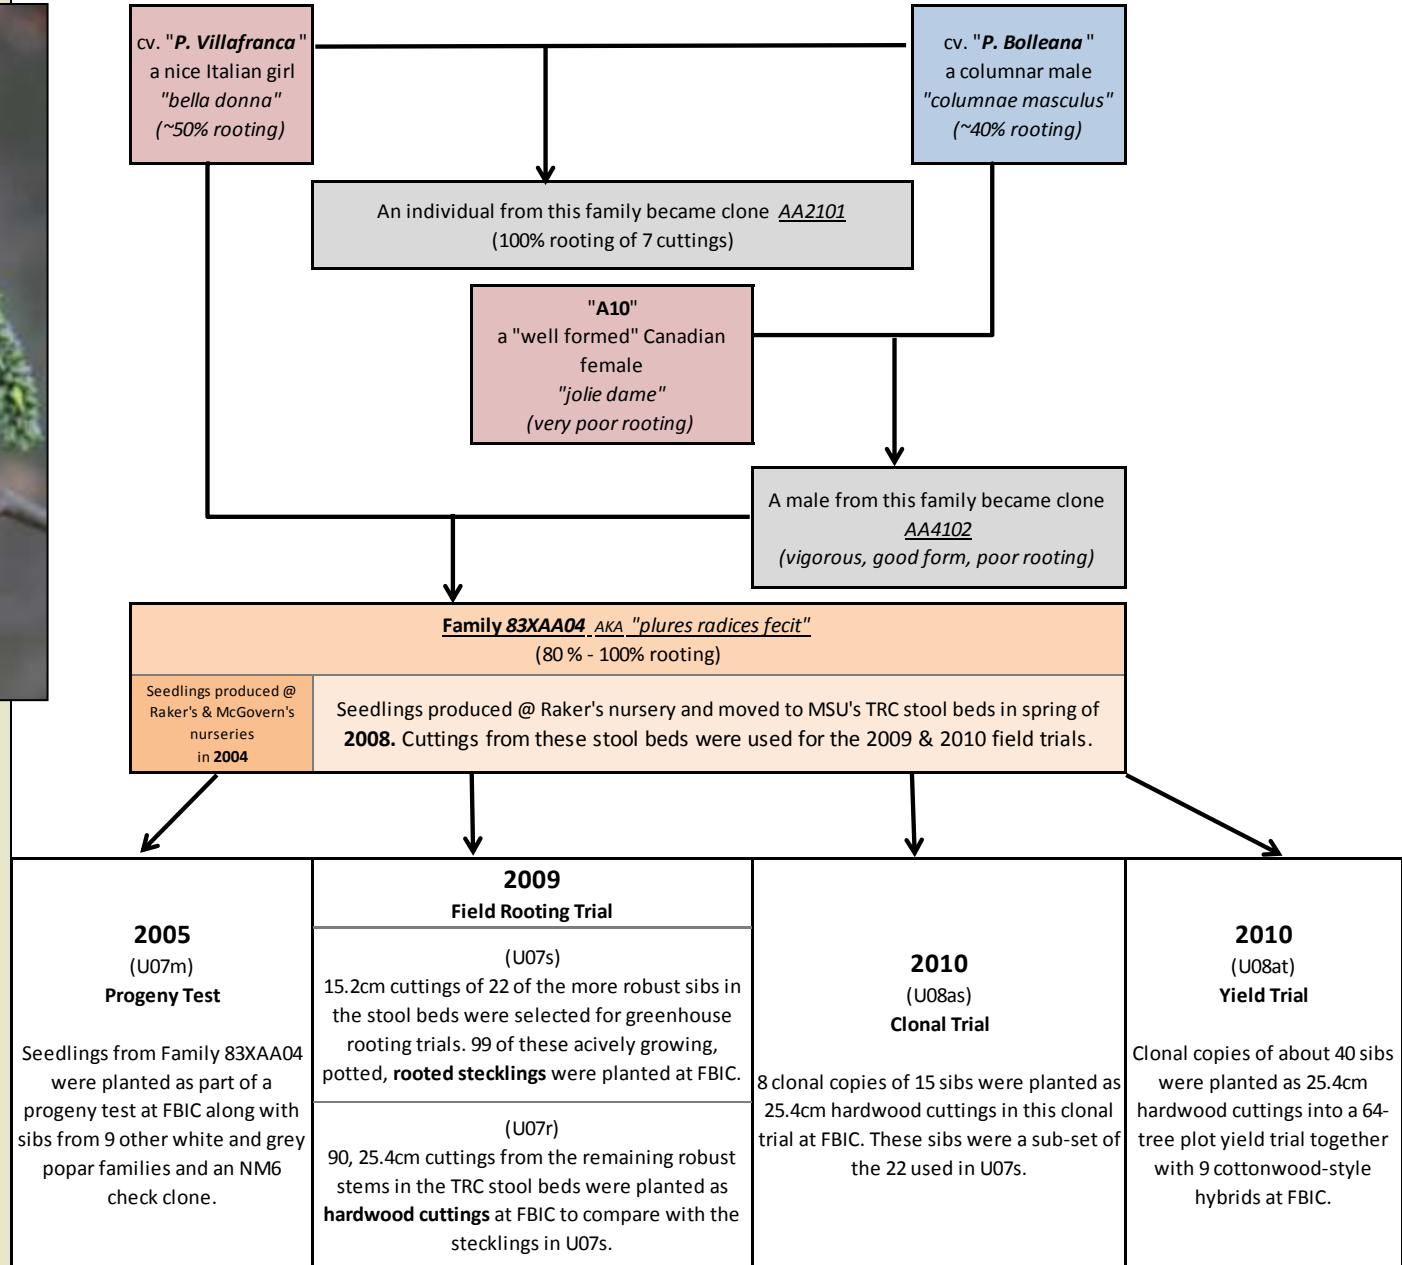 cv. "P. Villafranca"
a nice Italian girl
"bella donna"
(~50% rooting)
cv. "P. Bolleana"
a columnar male
"columnae masculus"
(~40% rooting)
An individual from this family became clone AA2101
(100% rooting of 7 cuttings)
"A10"
a "well formed" Canadian
female
"jolie dame"
(very poor rooting)
A male from this family became clone
AA4102
(vigorous, good form, poor rooting)
Family 83XAA04 AKA "plures radices fecit"
(80 % - 100% rooting)
Seedlings produced @
Raker's & McGovern's
nurseries
in 2004
Seedlings produced @ Raker's nursery and moved to MSU's TRC stool beds in spring of
2008. Cuttings from these stool beds were used for the 2009 & 2010 field trials.
2005
(U07m)
Progeny Test
Seedlings from Family 83XAA04
were planted as part of a
progeny test at FBIC along with
sibs from 9 other white and grey
popar families and an NM6
check clone.
2009
Field Rooting Trial
(U07s)
15.2cm cuttings of 22 of the more robust sibs in
the stool beds were selected for greenhouse
rooting trials. 99 of these acively growing,
potted, rooted stecklings were planted at FBIC.
(U07r)
90, 25.4cm cuttings from the remaining robust
stems in the TRC stool beds were planted as
hardwood cuttings at FBIC to compare with the
stecklings in U07s.
2010
(U08as)
Clonal Trial
8 clonal copies of 15 sibs were planted as
25.4cm hardwood cuttings in this clonal
trial at FBIC. These sibs were a sub-set of
the 22 used in U07s.
2010
(U08at)
Yield Trial
Clonal copies of about 40 sibs
were planted as 25.4cm
hardwood cuttings into a 64-
tree plot yield trial together
with 9 cottonwood-style
hybrids at FBIC.